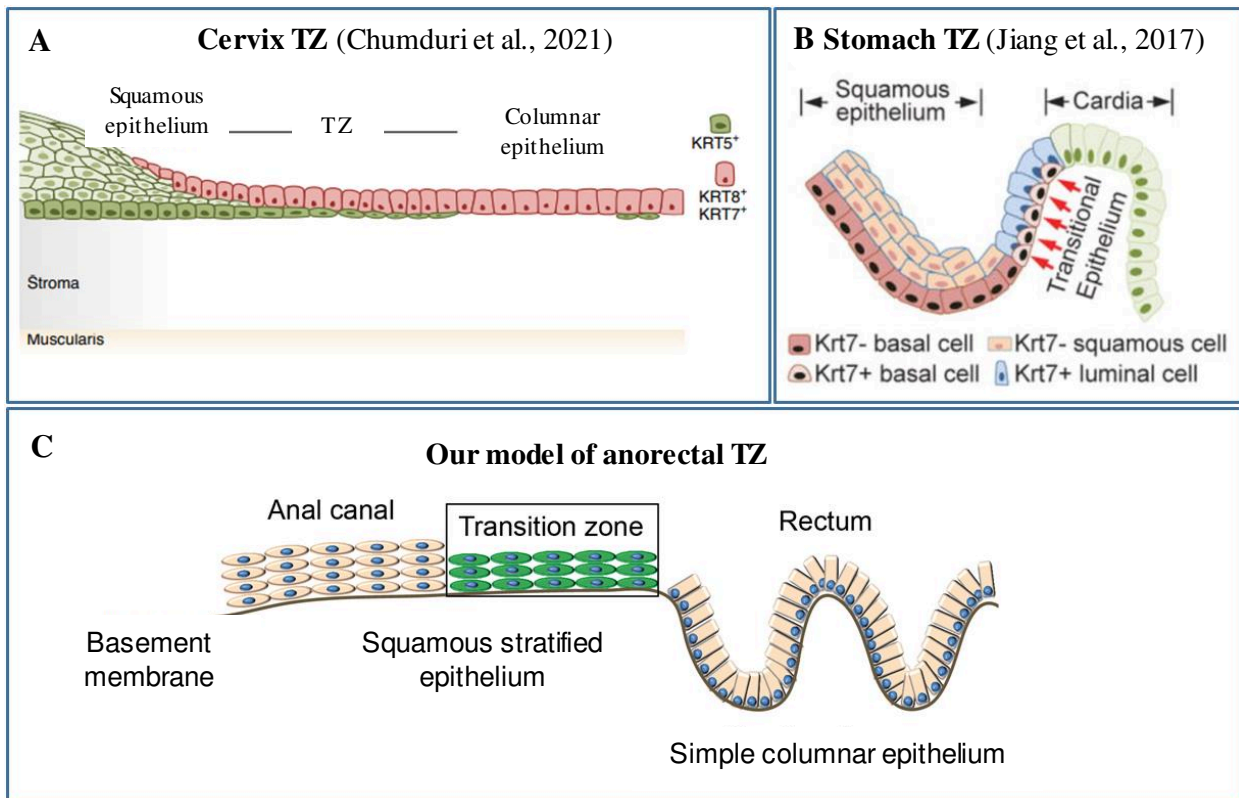 A
Cervix TZ (Chumduri et al., 2021)
Squamous
epithelium
TZ
Columnar
epithelium
KRT5+
KRT8+
KRT7+
Stroma
Muscularis
B Stomach TZ (Jiang et al., 2017)
Squamous
epithelium
Cardia
Transitional
Epithelium
Krt7- basal cell
Krt7- squamous cell
Krt7+ basal cell
Krt7+ luminal cell
C
Our model of anorectal TZ
Anal canal
Transition zone
Rectum
Basement
membrane
Squamous stratified
epithelium
Simple columnar epithelium